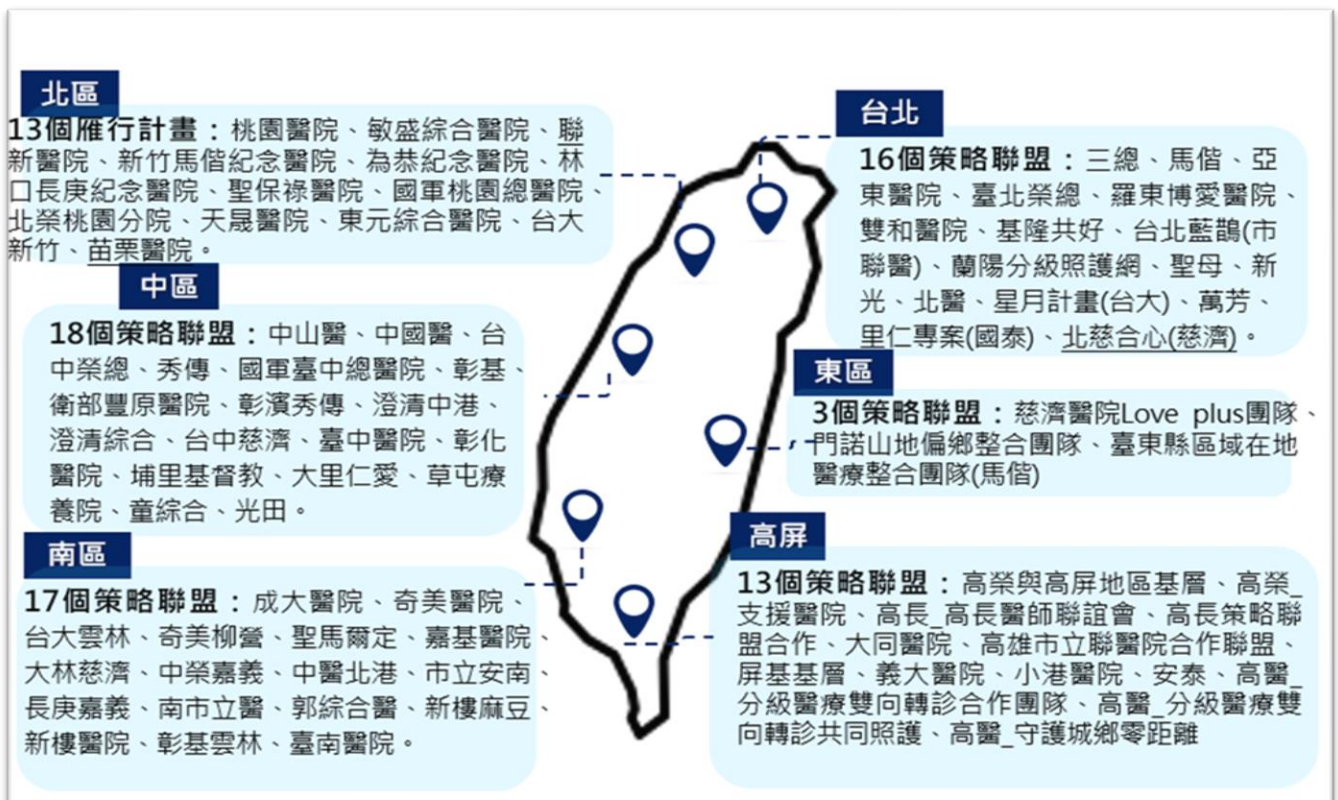 北區
13個雁行計畫：桃園醫院、敏盛綜合醫院、聯
新醫院、新竹馬偕紀念醫院、為恭紀念醫院、林
口長庚紀念醫院、聖保祿醫院、國軍桃園總醫院、
北榮桃園分院、天晟醫院、東元綜合醫院、台大
新竹、苗栗醫院。
中區
18個策略聯盟：中山醫、中國醫、台
中榮總、秀傳、國軍臺中總醫院、彰基、
衛部豐原醫院、彰濱秀傳、澄清中港、
澄清綜合、台中慈濟、臺中醫院、彰化
醫院、埔里基督教、大里仁愛、草屯療
養院、童綜合、光田。
南區
17個策略聯盟：成大醫院、奇美醫院、
台大雲林、奇美柳營、聖馬爾定、嘉基醫院、
大林慈濟、中榮嘉義、中醫北港、市立安南、
長庚嘉義、南市立醫、郭綜合醫、新樓麻豆、
新樓醫院、彰基雲林、臺南醫院。
台北
16個策略聯盟：三總、馬偕、亞
東醫院、臺北榮總、羅東博愛醫院、
雙和醫院、基隆共好、台北藍鵲(市
聯醫)、蘭陽分級照護網、聖母、新
光、北醫、星月計畫(台大)、萬芳、
里仁專案(國泰)、北慈合心(慈濟)。
東區
3個策略聯盟：慈濟醫院Love plus團隊、
門諾山地偏鄉整合團隊、臺東縣區域在地
醫療整合團隊(馬偕)
高屏
13個策略聯盟：高榮與高屏地區基層、高榮_
支援醫院、高長_高長醫師聯誼會、高長策略聯
盟合作、大同醫院、高雄市立聯醫院合作聯盟、
屏基基層、義大醫院、小港醫院、安泰、高醫_
分級醫療雙向轉診合作團隊、高醫_分級醫療雙
向轉診共同照護、高醫_守護城鄉零距離